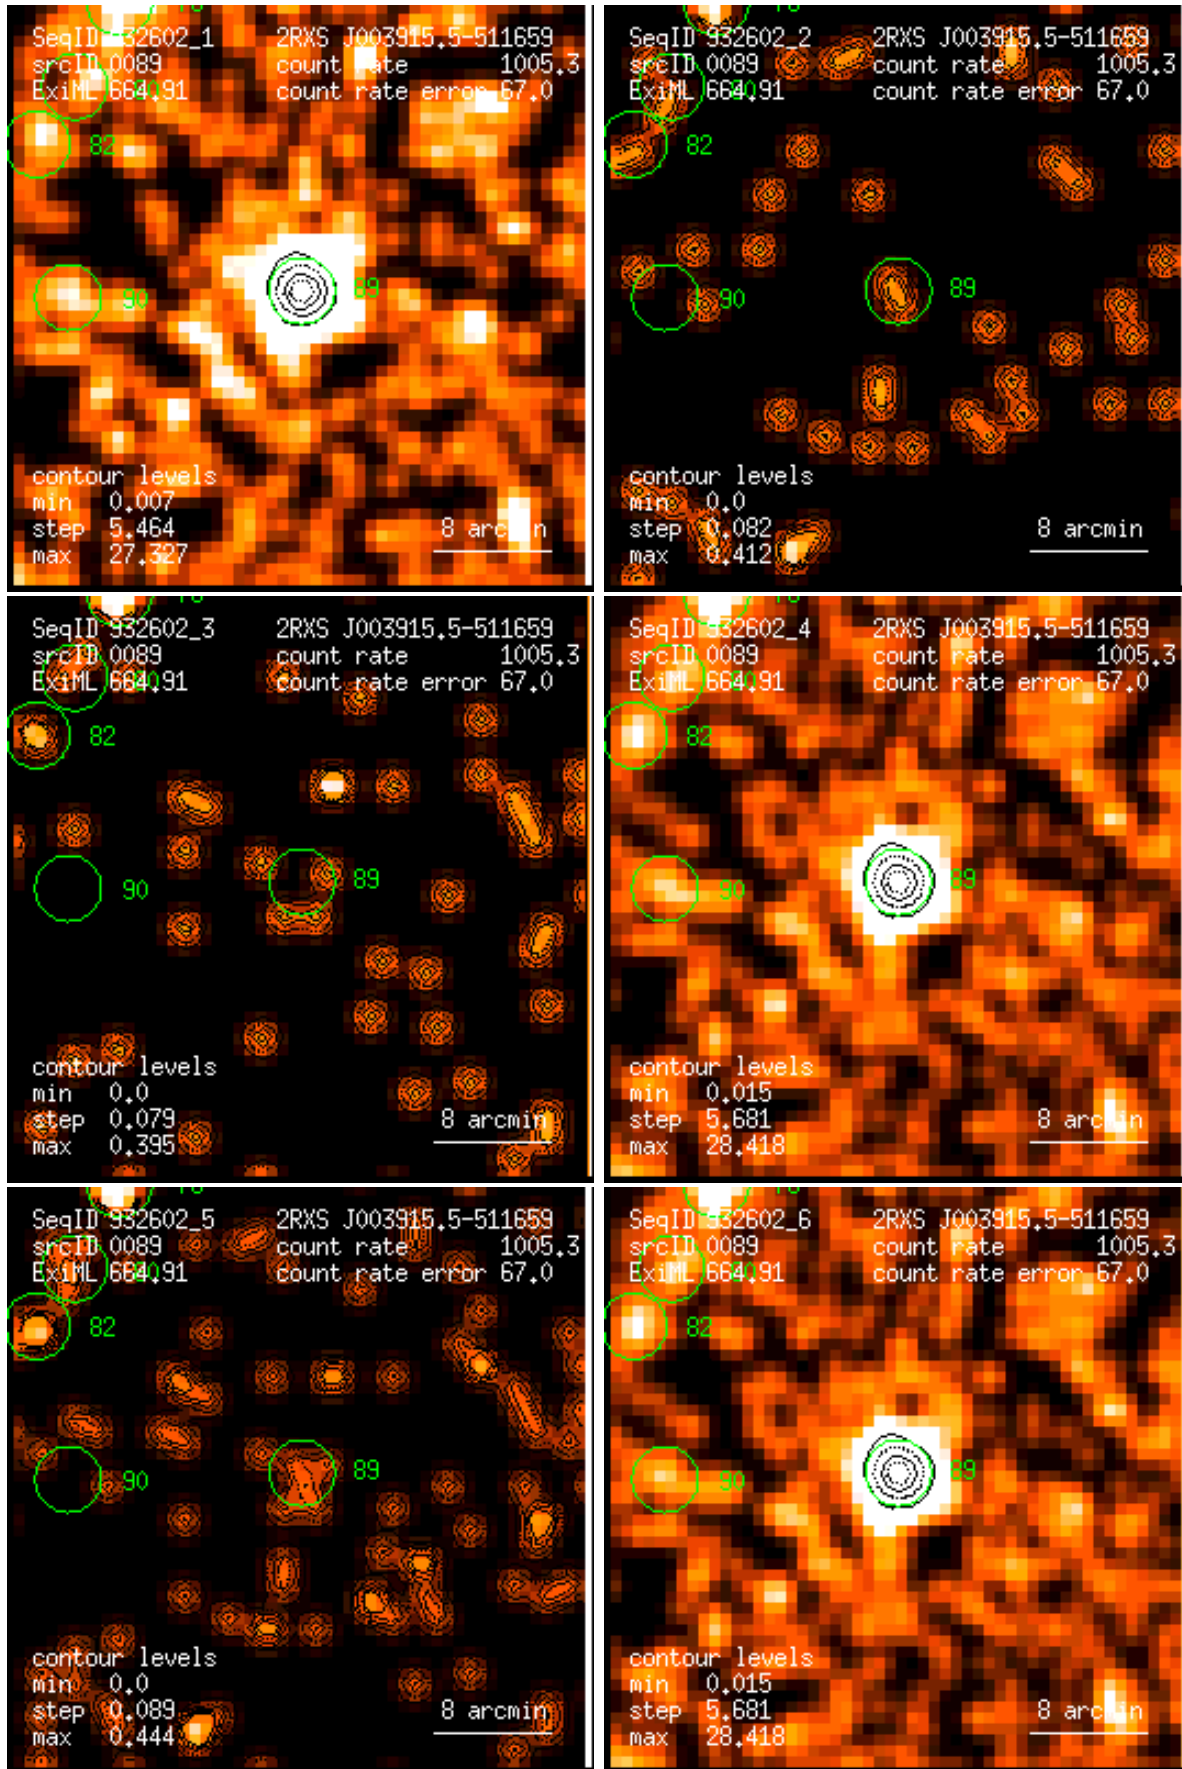 SeqID 932602_1 2RXS J003915.5-511659
srcID 0089 count rate 1005.3
ExiML 664.91 count rate error 67.0
82
90
89
contour levels
min 0.007
step 5.464
max 27.327
8 arcmin
SeqID 932602_2 2RXS J003915.5-511659
srcID 0089 count rate 1005.3
ExiML 664.91 count rate error 67.0
82
90
89
contour levels
min 0.0
step 0.082
max 0.412
8 arcmin
SeqID 932602_3 2RXS J003915.5-511659
srcID 0089 count rate 1005.3
ExiML 664.91 count rate error 67.0
82
90
89
contour levels
min 0.0
step 0.079
max 0.395
8 arcmin
SeqID 932602_4 2RXS J003915.5-511659
srcID 0089 count rate 1005.3
ExiML 664.91 count rate error 67.0
82
90
89
contour levels
min 0.015
step 5.681
max 28.418
8 arcmin
SeqID 932602_5 2RXS J003915.5-511659
srcID 0089 count rate 1005.3
ExiML 664.91 count rate error 67.0
82
90
89
contour levels
min 0.0
step 0.089
max 0.444
8 arcmin
SeqID 932602_6 2RXS J003915.5-511659
srcID 0089 count rate 1005.3
ExiML 664.91 count rate error 67.0
82
90
89
contour levels
min 0.015
step 5.681
max 28.418
8 arcmin